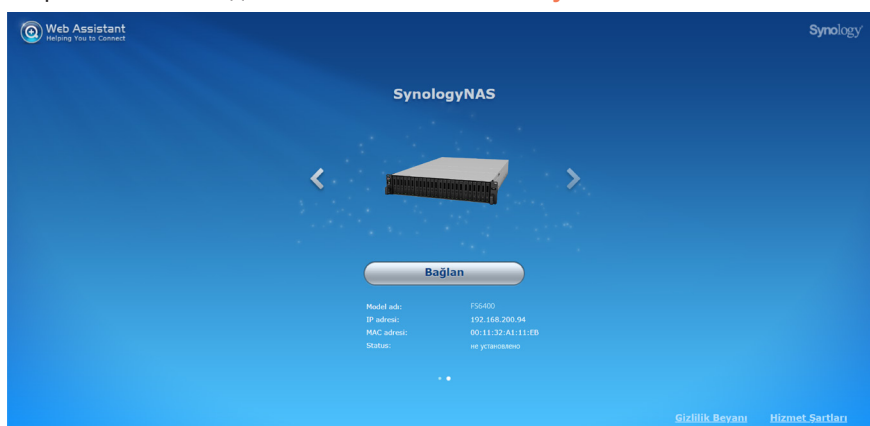 Web Assistant
Helping You to Connect
Synology
SynologyNAS
Bağlan
Model adı: FS6400
IP adresi: 192.168.200.94
MAC adresi: 00:11:32:A1:11:EB
Status: не установлено
Gizlilik Beyanı Hizmet Şartları